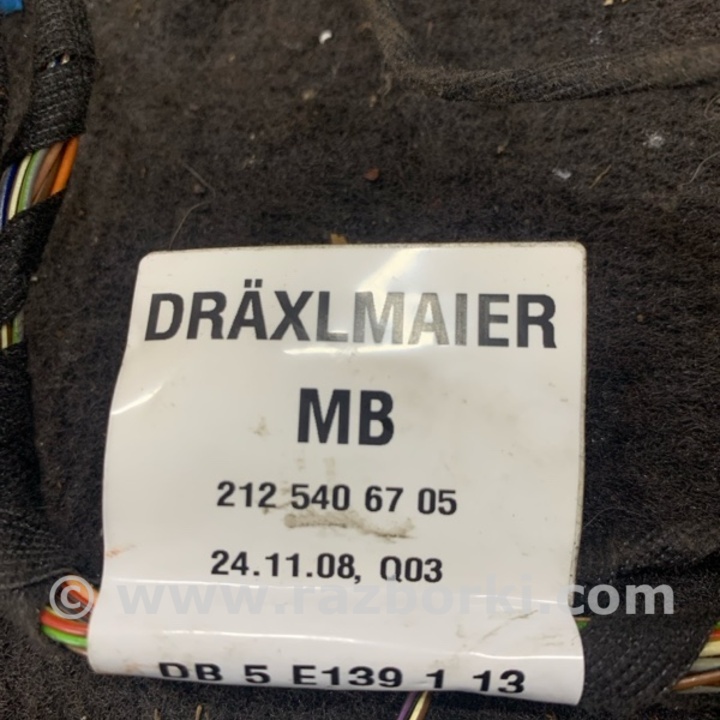 DRÄXLMAIER
MB
212 540 67 05
24.11.08, Q03
© www.razborki.com
DB 5 E139 1 13